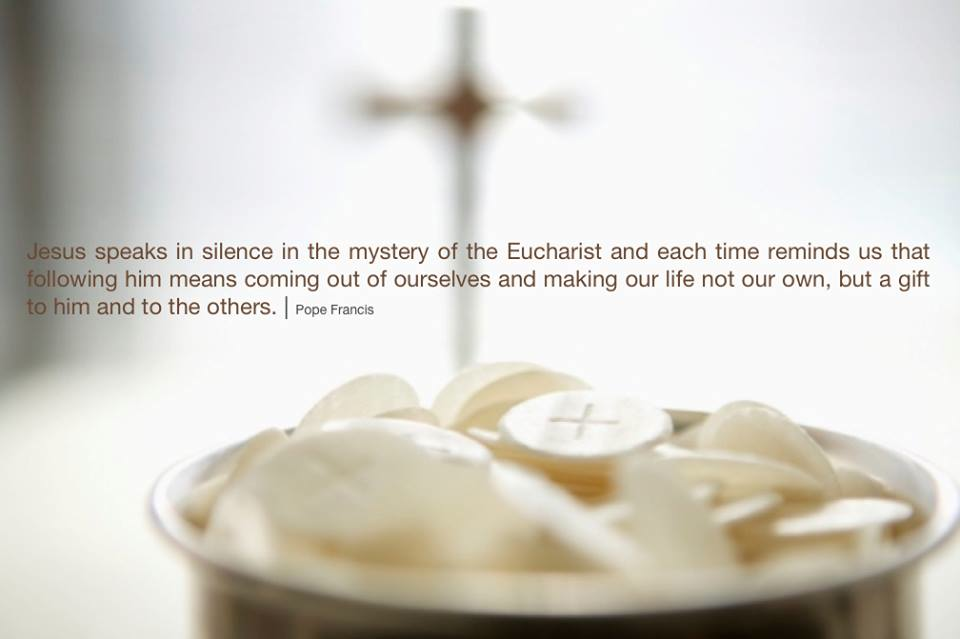 Jesus speaks in silence in the mystery of the Eucharist and each time reminds us that
following him means coming out of ourselves and making our life not our own, but a gift
to him and to the others. | Pope Francis